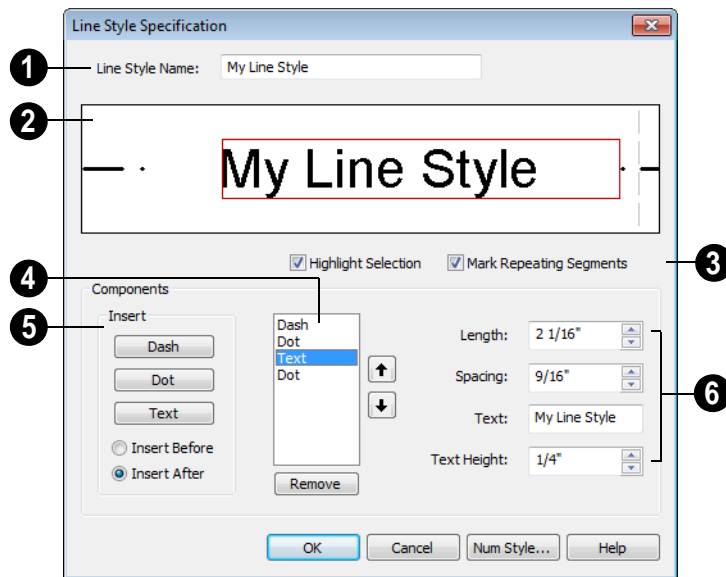 Line Style Specification
1 Line Style Name: My Line Style
2
My Line Style
Highlight Selection Mark Repeating Segments 3
4
Components
5 Insert
Dash
Dot
Text
Insert Before
Insert After
Dash
Dot
Text
Dot
Remove
Length: 2 1/16"
Spacing: 9/16"
Text: My Line Style
Text Height: 1/4"
6
OK Cancel Num Style... Help